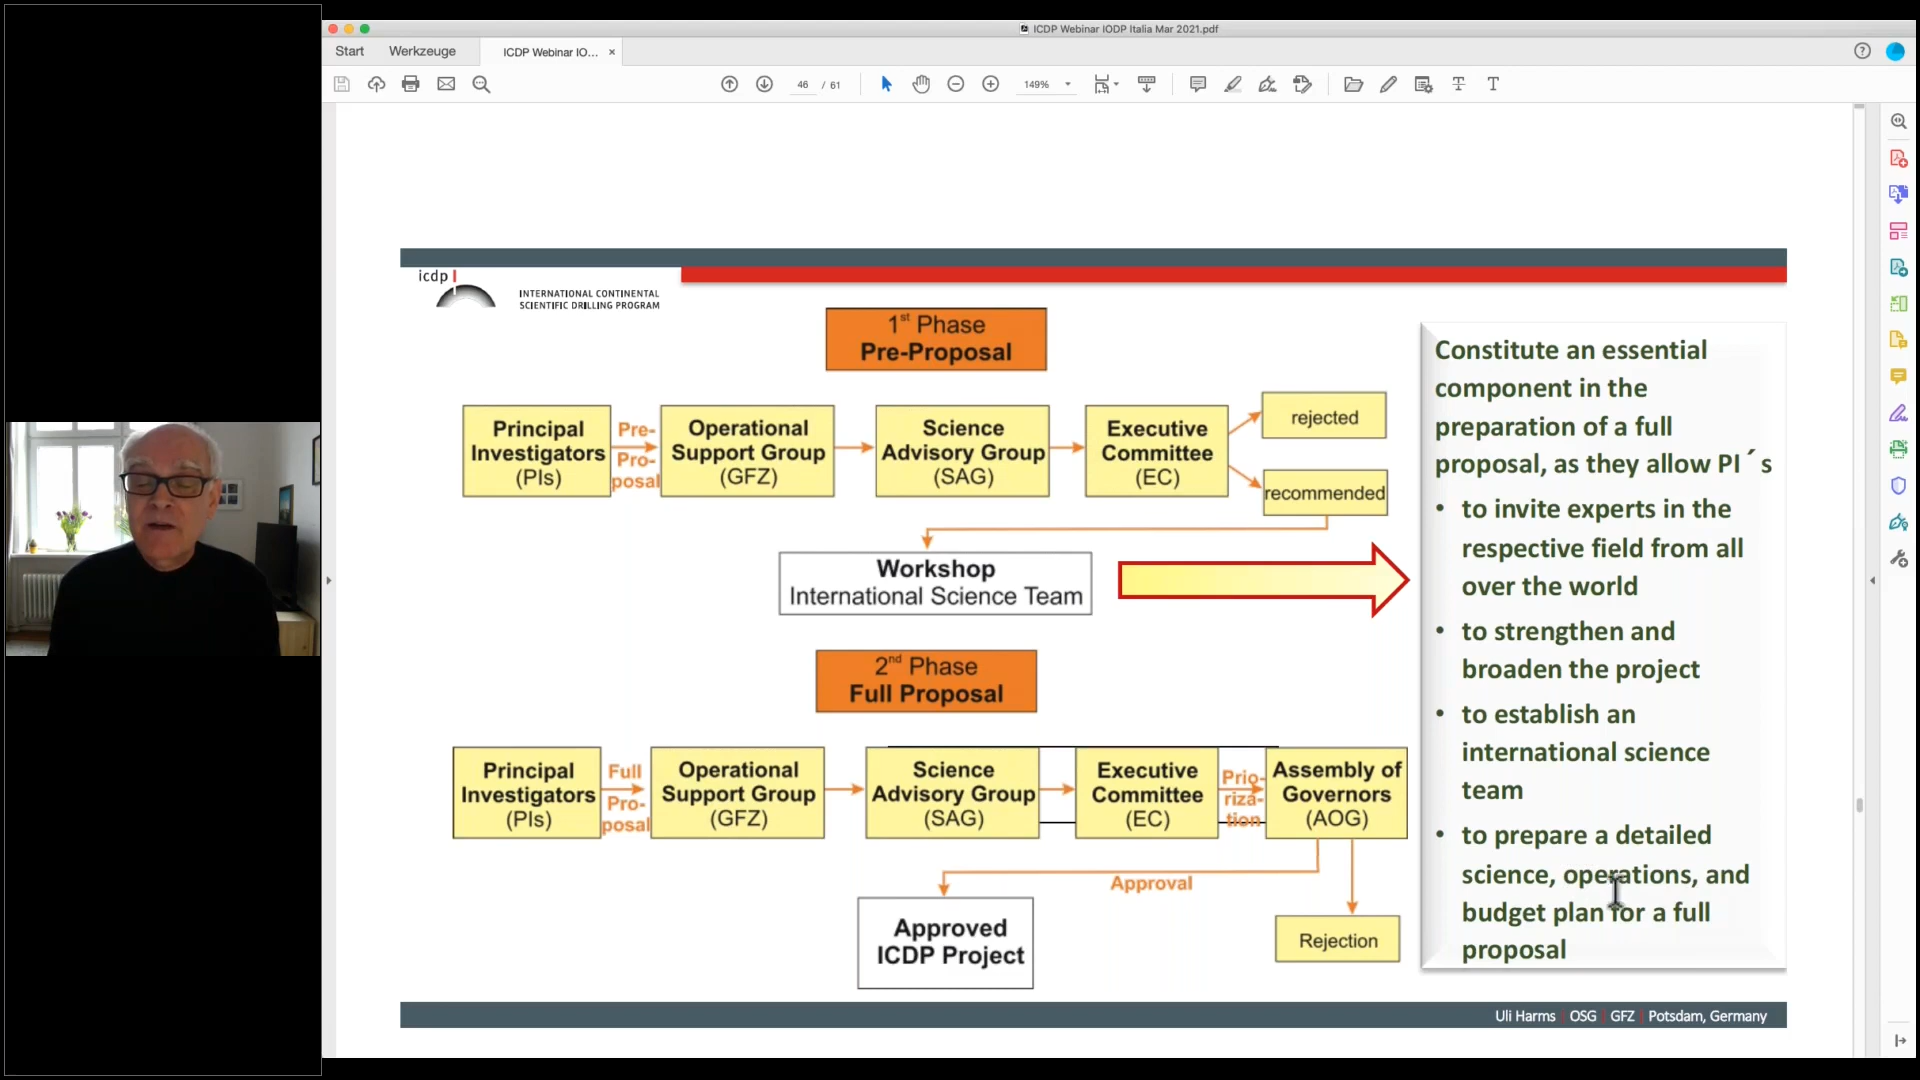 ICDP Webinar IODP Italia Mar 2021.pdf
Start Werkzeuge ICDP Webinar IO... ×
46 / 61 149%
icdp
INTERNATIONAL CONTINENTAL
SCIENTIFIC DRILLING PROGRAM
1st Phase
Pre-Proposal
Principal
Investigators
(PIs)
Pre-
Pro-
posal
Operational
Support Group
(GFZ)
Science
Advisory Group
(SAG)
Executive
Committee
(EC)
rejected
recommended
Workshop
International Science Team
2nd Phase
Full Proposal
Principal
Investigators
(PIs)
Full
Pro-
posal
Operational
Support Group
(GFZ)
Science
Advisory Group
(SAG)
Executive
Committee
(EC)
Prio-
riza-
tion
Assembly of
Governors
(AOG)
Approval
Approved
ICDP Project
Rejection
Constitute an essential
component in the
preparation of a full
proposal, as they allow PI´s
• to invite experts in the
respective field from all
over the world
• to strengthen and
broaden the project
• to establish an
international science
team
• to prepare a detailed
science, operations, and
budget plan for a full
proposal
Uli Harms | OSG | GFZ | Potsdam, Germany